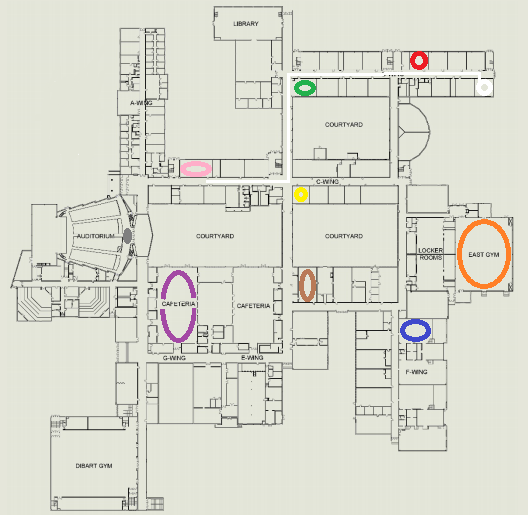 LIBRARY
A-WING
COURTYARD
C-WING
AUDITORIUM
COURTYARD
COURTYARD
LOCKER
ROOMS
EAST GYM
CAFETERIA
CAFETERIA
G-WING
E-WING
F-WING
DIBART GYM